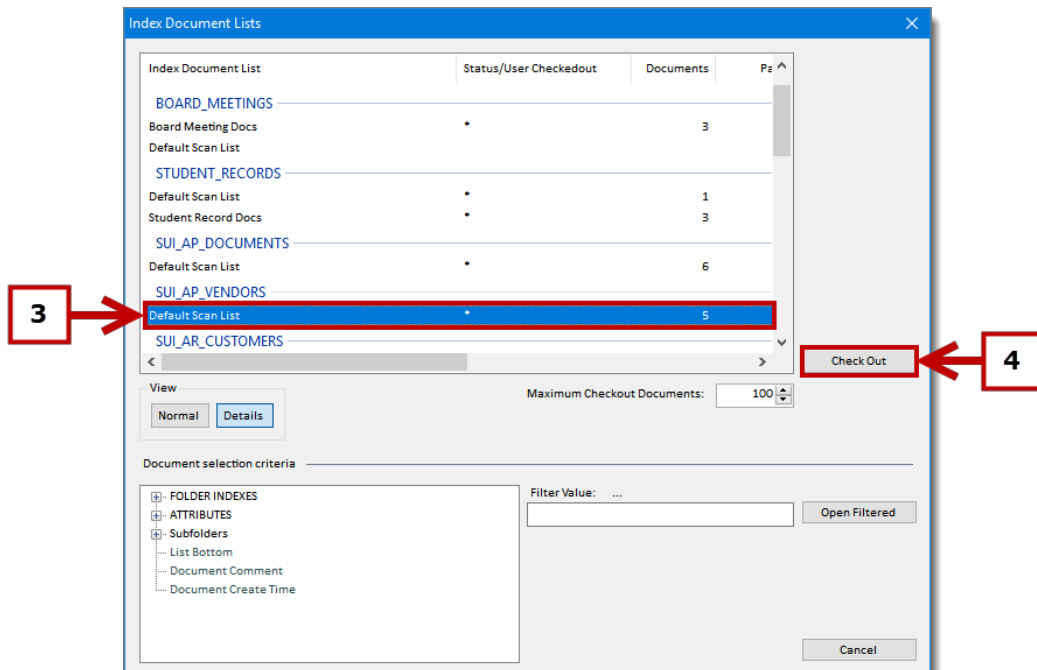 Index Document Lists
Index Document List Status/User Checkedout Documents Pa
BOARD_MEETINGS
Board Meeting Docs * 3
Default Scan List
STUDENT_RECORDS
Default Scan List * 1
Student Record Docs * 3
SUI_AP_DOCUMENTS
Default Scan List * 6
SUI_AP_VENDORS
3 Default Scan List * 5
SUI_AR_CUSTOMERS
Check Out 4
View
Maximum Checkout Documents: 100
Normal Details
Document selection criteria
FOLDER INDEXES
ATTRIBUTES
Subfolders
List Bottom
Document Comment
Document Create Time
Filter Value: ...
Open Filtered
Cancel